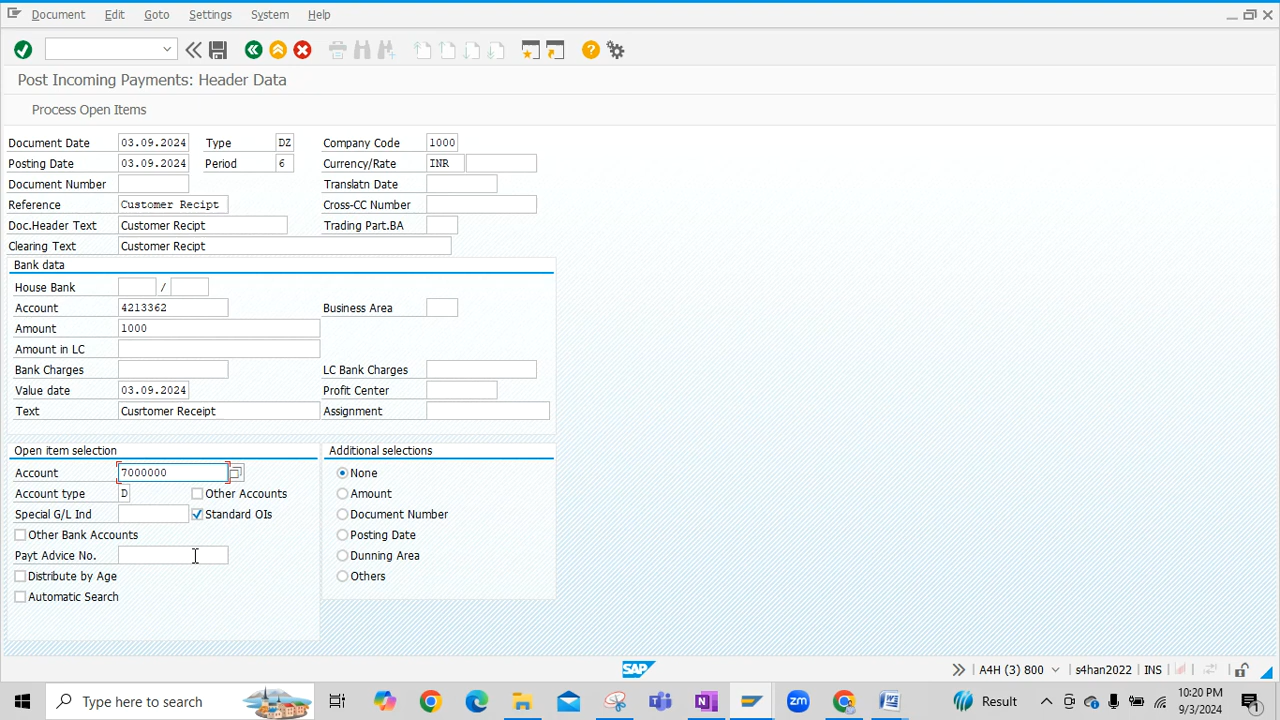 Document Edit Goto Settings System Help
Post Incoming Payments: Header Data
Process Open Items
Document Date 03.09.2024 Type DZ Company Code 1000
Posting Date 03.09.2024 Period 6 Currency/Rate INR
Document Number Translatn Date
Reference Customer Recipt Cross-CC Number
Doc.Header Text Customer Recipt Trading Part.BA
Clearing Text Customer Recipt
Bank data
House Bank /
Account 4213362 Business Area
Amount 1000
Amount in LC
Bank Charges LC Bank Charges
Value date 03.09.2024 Profit Center
Text Cusrtomer Receipt Assignment
Open item selection Additional selections
Account 7000000 None
Account type D Other Accounts Amount
Special G/L Ind Standard OIs Document Number
Other Bank Accounts Posting Date
Payt Advice No. Dunning Area
Distribute by Age Others
Automatic Search
SAP A4H (3) 800 s4han2022 INS
Type here to search Result 10:20 PM
9/3/2024